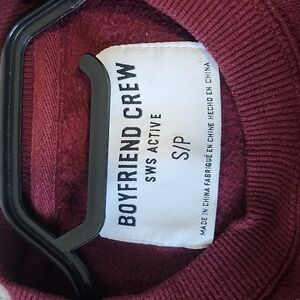 BOYFRIEND CREW
SWS ACTIVE
S/P
MADE IN CHINA FABRIQUÉ EN CHINE HECHO EN CHINA